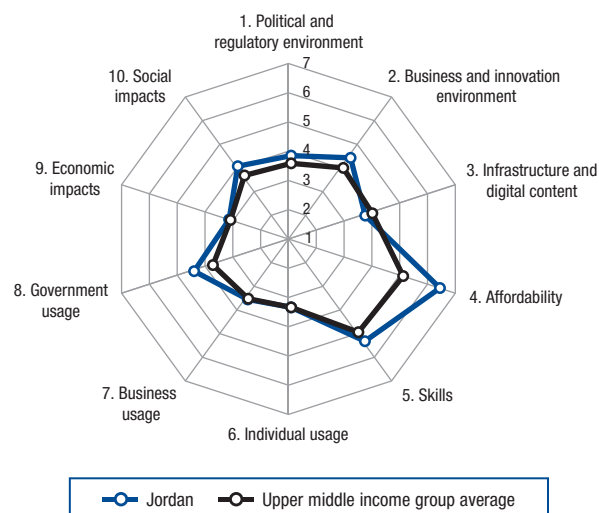 1. Political and
regulatory environment
10. Social
impacts
2. Business and innovation
environment
9. Economic
impacts
3. Infrastructure and
digital content
8. Government
usage
4. Affordability
7. Business
usage
5. Skills
6. Individual usage
7
6
5
4
3
2
1
Jordan
Upper middle income group average